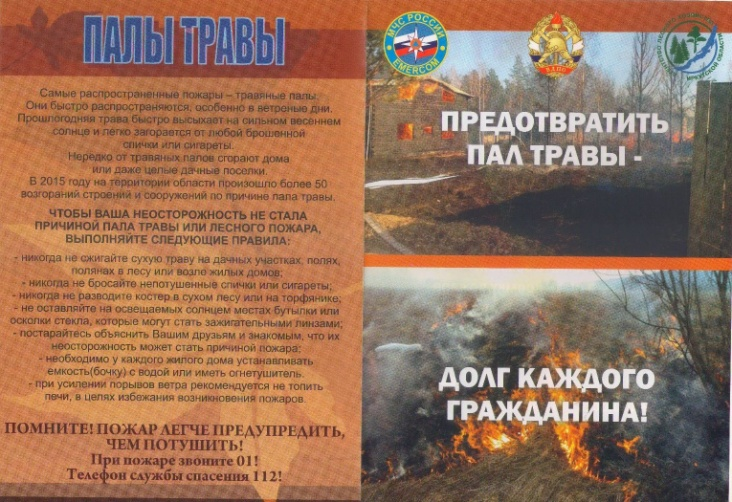 ПАЛЫ ТРАВЫ
Самые распространенные пожары – травяные палы.
Они быстро распространяются, особенно в ветреные дни.
Прошлогодняя трава быстро высыхает на сильном весеннем
солнце и легко загорается от любой брошенной
спички или сигареты.
Нередко от травяных палов сгорают дома
или даже целые дачные поселки.
В 2015 году на территории области произошло более 50
возгораний строений и сооружений по причине пала травы.
ЧТОБЫ ВАША НЕОСТОРОЖНОСТЬ НЕ СТАЛА
ПРИЧИНОЙ ПАЛА ТРАВЫ ИЛИ ЛЕСНОГО ПОЖАРА,
ВЫПОЛНЯЙТЕ СЛЕДУЮЩИЕ ПРАВИЛА:
- никогда не сжигайте сухую траву на дачных участках, полях,
полянах в лесу или возле жилых домов;
- никогда не бросайте непотушенные спички или сигареты;
- никогда не разводите костер в сухом лесу или на торфянике;
- не оставляйте на освещаемых солнцем местах бутылки или
осколки стекла, которые могут стать зажигательными линзами;
- постарайтесь объяснить Вашим друзьям и знакомым, что их
неосторожность может стать причиной пожара;
- необходимо у каждого жилого дома устанавливать
емкость(бочку) с водой или иметь огнетушитель.
- при усилении порывов ветра рекомендуется не топить
печи, в целях избежания возникновения пожаров.
ПОМНИТЕ! ПОЖАР ЛЕГЧЕ ПРЕДУПРЕДИТЬ,
ЧЕМ ПОТУШИТЬ!
При пожаре звоните 01!
Телефон службы спасения 112!
МЧС РОССИИ
EMERCOM
ПРЕДОТВРАТИТЬ
ПАЛ ТРАВЫ -
ДОЛГ КАЖДОГО
ГРАЖДАНИНА!